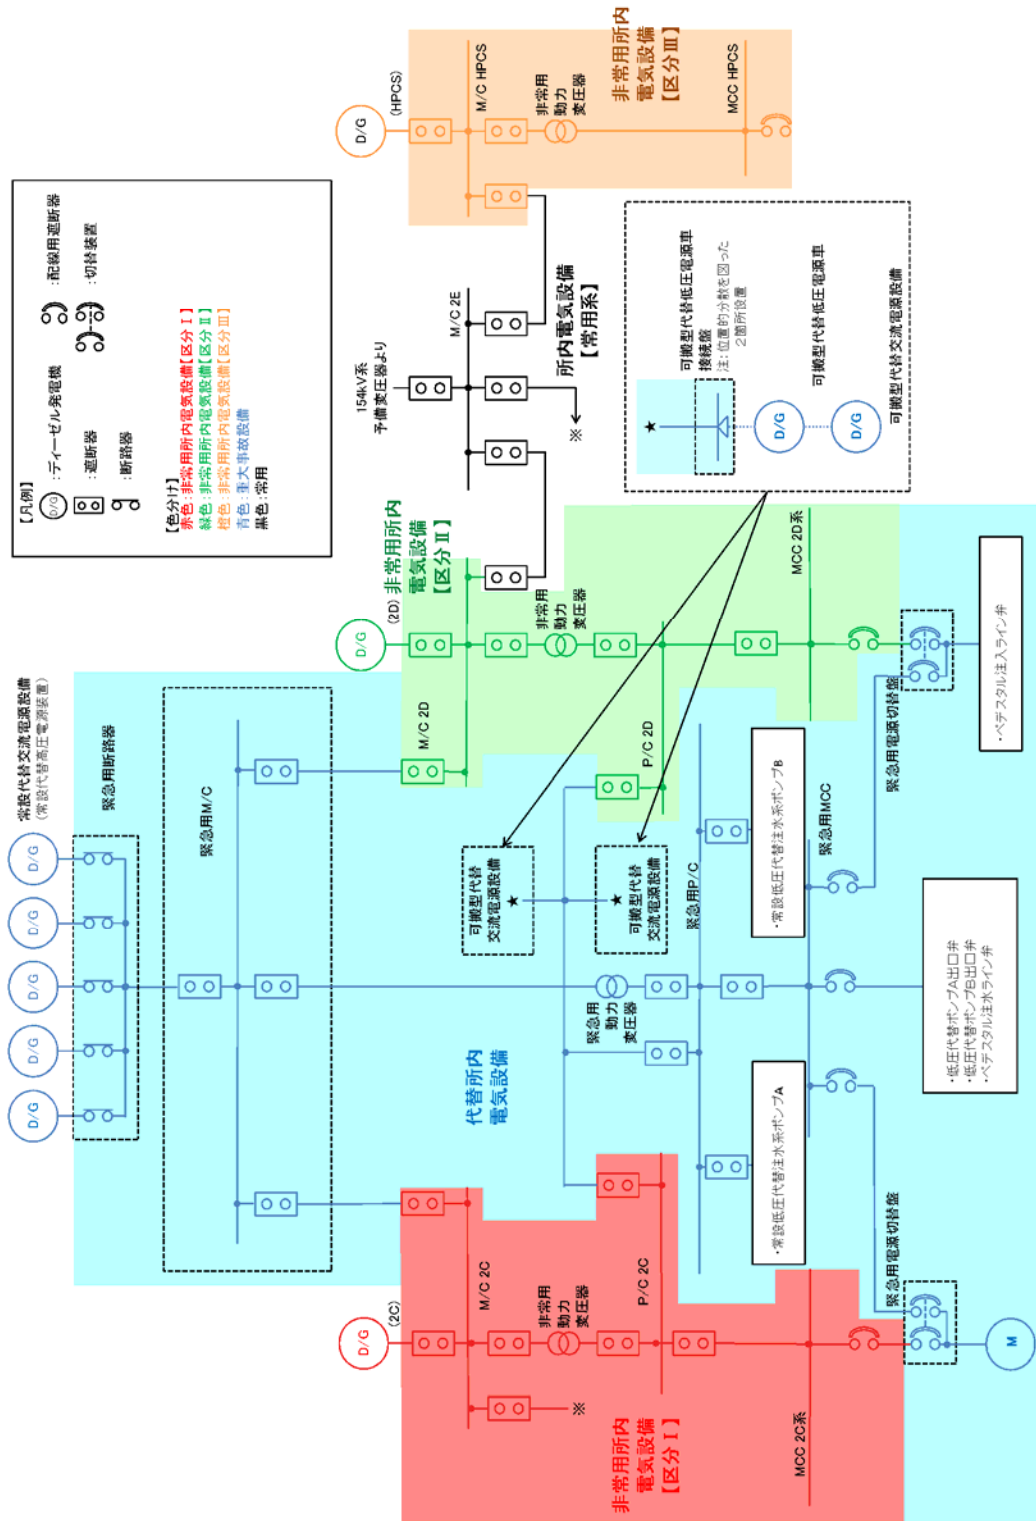 【凡例】
D/G
:ディーゼル発電機
:配線用遮断器
:遮断器
:切替装置
:断路器
【色分け】
赤色:非常用所内電気設備【区分Ⅰ】
緑色:非常用所内電気設備【区分Ⅱ】
橙色:非常用所内電気設備【区分Ⅲ】
青色:重大事故設備
黒色:常用
常設代替交流電源設備
(常設代替高圧電源装置)
D/G
D/G
D/G
D/G
D/G
緊急用断路器
緊急用M/C
代替所内
電気設備
D/G
(2C)
M/C 2C
非常用
動力
変圧器
※
P/C 2C
非常用所内
電気設備
【区分Ⅰ】
MCC 2C系
緊急用電源切替盤
M
可搬型代替
交流電源設備
★
★
可搬型代替
交流電源設備
緊急用
動力
変圧器
緊急用P/C
・常設低圧代替注水系ポンプA
・常設低圧代替注水系ポンプB
緊急用MCC
・低圧代替ポンプA出口弁
・低圧代替ポンプB出口弁
・ペデスタル注水ライン弁
D/G
(2D)
非常用所内
電気設備
【区分Ⅱ】
M/C 2D
非常用
動力
変圧器
P/C 2D
MCC 2D系
緊急用電源切替盤
・ペデスタル注入ライン弁
154kV系
予備変圧器より
M/C 2E
※
所内電気設備
【常用系】
D/G
(HPCS)
M/C HPCS
非常用
動力
変圧器
MCC HPCS
非常用所内
電気設備
【区分Ⅲ】
★
可搬型代替低圧電源車
接続盤
注:位置的分散を図った
2箇所設置
D/G
可搬型代替低圧電源車
D/G
可搬型代替交流電源設備